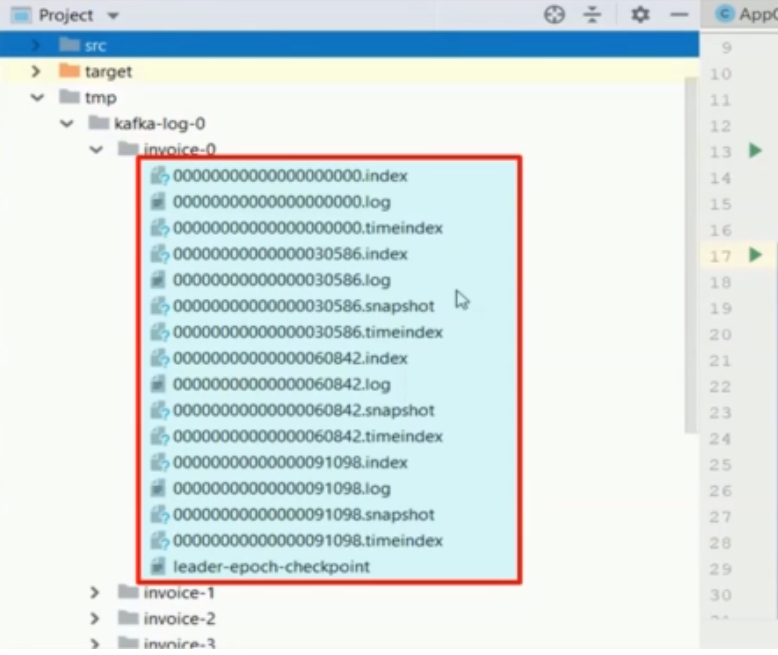 Project
AppC
src
target
tmp
kafka-log-0
invoice-0
00000000000000000000.index
00000000000000000000.log
00000000000000000000.timeindex
00000000000000030586.index
00000000000000030586.log
00000000000000030586.snapshot
00000000000000030586.timeindex
00000000000000060842.index
00000000000000060842.log
00000000000000060842.snapshot
00000000000000060842.timeindex
00000000000000091098.index
00000000000000091098.log
00000000000000091098.snapshot
00000000000000091098.timeindex
leader-epoch-checkpoint
invoice-1
invoice-2
invoice-3
9
10
11
12
13
14
15
16
17
18
19
20
21
22
23
24
25
26
27
28
29
30